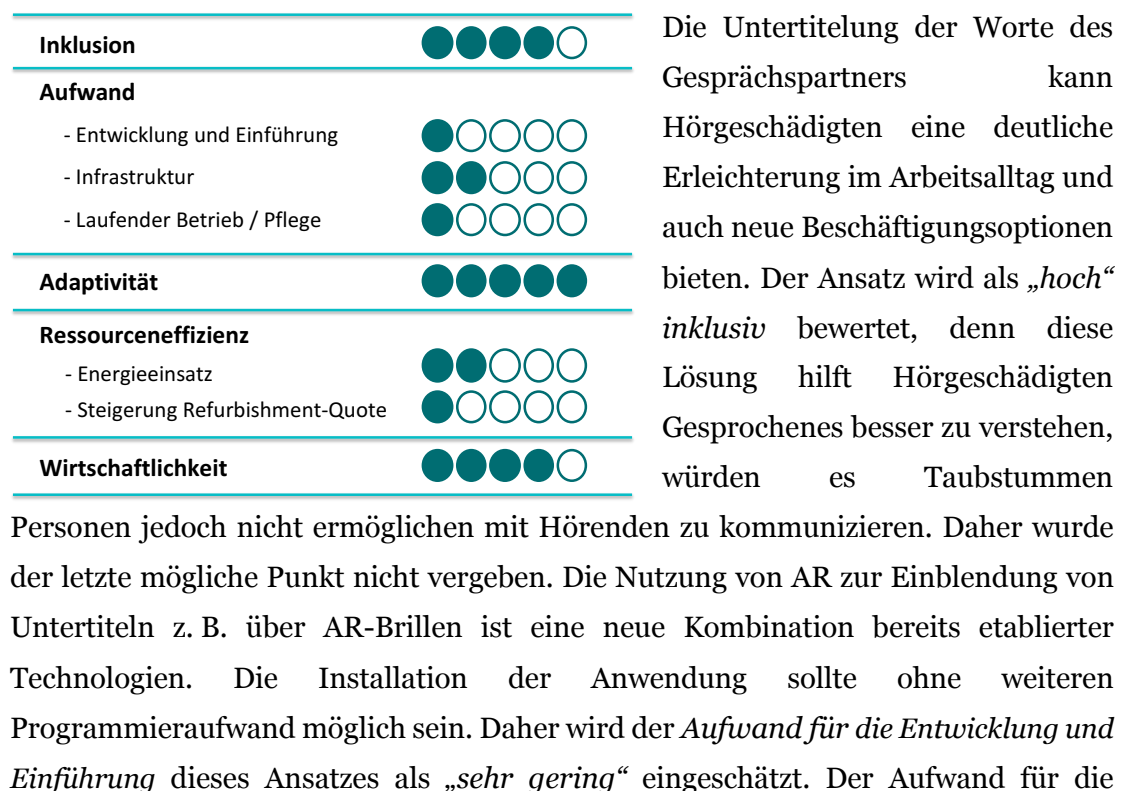 Inklusion
Aufwand
- Entwicklung und Einführung
- Infrastruktur
- Laufender Betrieb / Pflege
Adaptivität
Ressourceneffizienz
- Energieeinsatz
- Steigerung Refurbishment-Quote
Wirtschaftlichkeit
Die Untertitelung der Worte des
Gesprächspartners kann
Hörgeschädigten eine deutliche
Erleichterung im Arbeitsalltag und
auch neue Beschäftigungsoptionen
bieten. Der Ansatz wird als „hoch“
inklusiv bewertet, denn diese
Lösung hilft Hörgeschädigten
Gesprochenes besser zu verstehen,
würden es Taubstummen
Personen jedoch nicht ermöglichen mit Hörenden zu kommunizieren. Daher wurde
der letzte mögliche Punkt nicht vergeben. Die Nutzung von AR zur Einblendung von
Untertiteln z. B. über AR-Brillen ist eine neue Kombination bereits etablierter
Technologien. Die Installation der Anwendung sollte ohne weiteren
Programmieraufwand möglich sein. Daher wird der Aufwand für die Entwicklung und
Einführung dieses Ansatzes als „sehr gering“ eingeschätzt. Der Aufwand für die